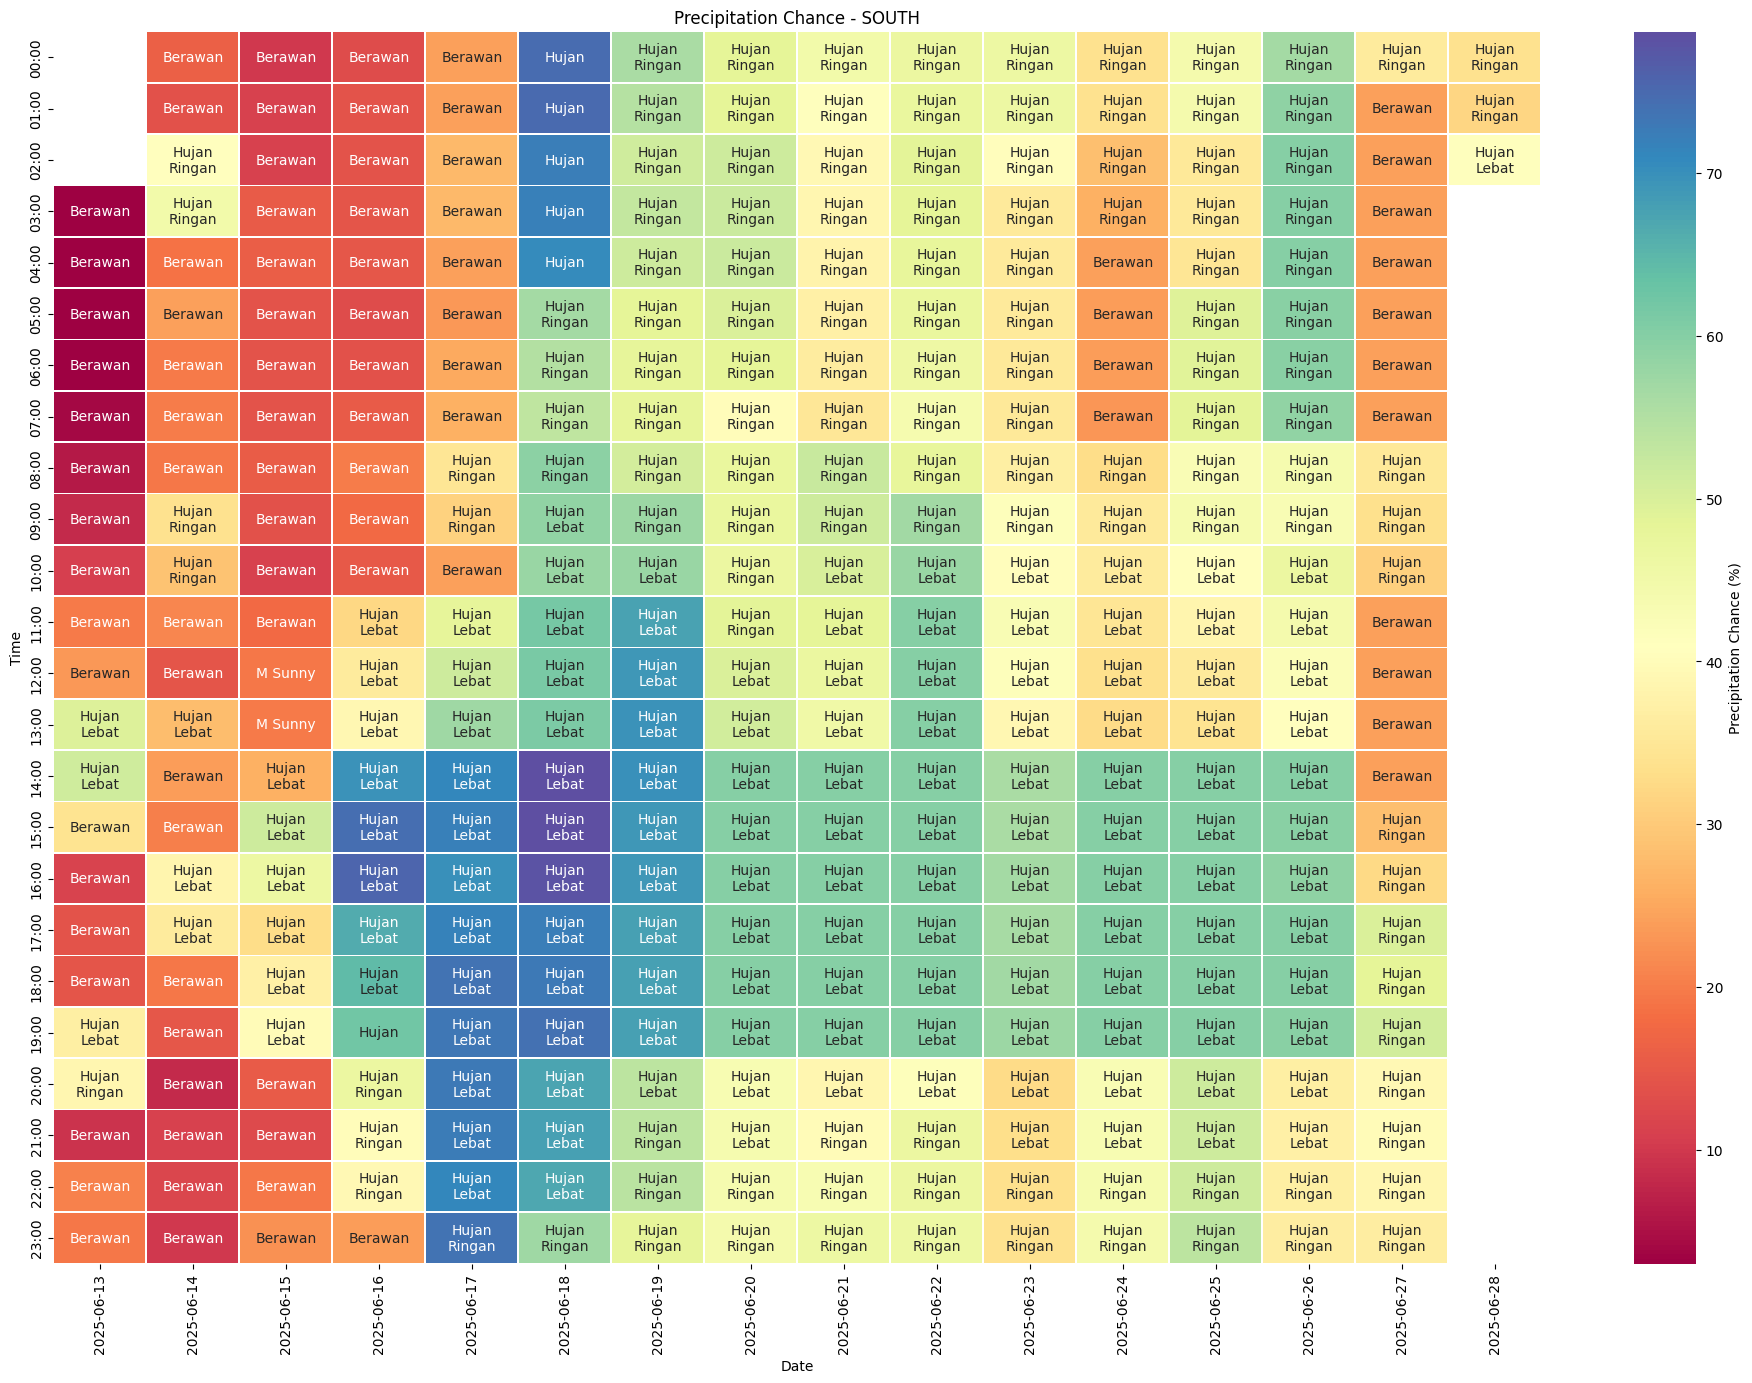 Precipitation Chance - SOUTH
00:00 Berawan Berawan Berawan Berawan Hujan Hujan Ringan Hujan Ringan Hujan Ringan Hujan Ringan Hujan Ringan Hujan Ringan Hujan Ringan Hujan Ringan Hujan Ringan Hujan Ringan
01:00 Berawan Berawan Berawan Berawan Hujan Hujan Ringan Hujan Ringan Hujan Ringan Hujan Ringan Hujan Ringan Hujan Ringan Hujan Ringan Hujan Ringan Berawan Hujan Ringan
02:00 Hujan Ringan Berawan Berawan Berawan Hujan Hujan Ringan Hujan Ringan Hujan Ringan Hujan Ringan Hujan Ringan Hujan Ringan Hujan Ringan Hujan Ringan Berawan Hujan Lebat
03:00 Berawan Hujan Ringan Berawan Berawan Berawan Hujan Hujan Ringan Hujan Ringan Hujan Ringan Hujan Ringan Hujan Ringan Hujan Ringan Hujan Ringan Hujan Ringan Berawan
04:00 Berawan Berawan Berawan Berawan Berawan Hujan Hujan Ringan Hujan Ringan Hujan Ringan Hujan Ringan Hujan Ringan Berawan Hujan Ringan Hujan Ringan Berawan
05:00 Berawan Berawan Berawan Berawan Berawan Hujan Ringan Hujan Ringan Hujan Ringan Hujan Ringan Hujan Ringan Hujan Ringan Berawan Hujan Ringan Hujan Ringan Berawan
06:00 Berawan Berawan Berawan Berawan Berawan Hujan Ringan Hujan Ringan Hujan Ringan Hujan Ringan Hujan Ringan Hujan Ringan Berawan Hujan Ringan Hujan Ringan Berawan
07:00 Berawan Berawan Berawan Berawan Berawan Hujan Ringan Hujan Ringan Hujan Ringan Hujan Ringan Hujan Ringan Hujan Ringan Berawan Hujan Ringan Hujan Ringan Berawan
08:00 Berawan Berawan Berawan Berawan Hujan Ringan Hujan Ringan Hujan Ringan Hujan Ringan Hujan Ringan Hujan Ringan Hujan Ringan Hujan Ringan Hujan Ringan Hujan Ringan Hujan Ringan
09:00 Berawan Hujan Ringan Berawan Berawan Hujan Ringan Hujan Lebat Hujan Ringan Hujan Ringan Hujan Ringan Hujan Ringan Hujan Ringan Hujan Ringan Hujan Ringan Hujan Ringan Hujan Ringan
10:00 Berawan Hujan Ringan Berawan Berawan Berawan Hujan Lebat Hujan Lebat Hujan Ringan Hujan Lebat Hujan Lebat Hujan Lebat Hujan Lebat Hujan Lebat Hujan Lebat Hujan Ringan
11:00 Berawan Berawan Berawan Hujan Lebat Hujan Lebat Hujan Lebat Hujan Lebat Hujan Ringan Hujan Lebat Hujan Lebat Hujan Lebat Hujan Lebat Hujan Lebat Hujan Lebat Berawan
12:00 Berawan Berawan M Sunny Hujan Lebat Hujan Lebat Hujan Lebat Hujan Lebat Hujan Lebat Hujan Lebat Hujan Lebat Hujan Lebat Hujan Lebat Hujan Lebat Hujan Lebat Berawan
13:00 Hujan Lebat Hujan Lebat M Sunny Hujan Lebat Hujan Lebat Hujan Lebat Hujan Lebat Hujan Lebat Hujan Lebat Hujan Lebat Hujan Lebat Hujan Lebat Hujan Lebat Hujan Lebat Berawan
14:00 Hujan Lebat Berawan Hujan Lebat Hujan Lebat Hujan Lebat Hujan Lebat Hujan Lebat Hujan Lebat Hujan Lebat Hujan Lebat Hujan Lebat Hujan Lebat Hujan Lebat Hujan Lebat Berawan
15:00 Berawan Berawan Hujan Lebat Hujan Lebat Hujan Lebat Hujan Lebat Hujan Lebat Hujan Lebat Hujan Lebat Hujan Lebat Hujan Lebat Hujan Lebat Hujan Lebat Hujan Lebat Hujan Ringan
16:00 Berawan Hujan Lebat Hujan Lebat Hujan Lebat Hujan Lebat Hujan Lebat Hujan Lebat Hujan Lebat Hujan Lebat Hujan Lebat Hujan Lebat Hujan Lebat Hujan Lebat Hujan Lebat Hujan Ringan
17:00 Berawan Hujan Lebat Hujan Lebat Hujan Lebat Hujan Lebat Hujan Lebat Hujan Lebat Hujan Lebat Hujan Lebat Hujan Lebat Hujan Lebat Hujan Lebat Hujan Lebat Hujan Lebat Hujan Ringan
18:00 Berawan Berawan Hujan Lebat Hujan Lebat Hujan Lebat Hujan Lebat Hujan Lebat Hujan Lebat Hujan Lebat Hujan Lebat Hujan Lebat Hujan Lebat Hujan Lebat Hujan Lebat Hujan Ringan
19:00 Hujan Lebat Berawan Hujan Lebat Hujan Hujan Lebat Hujan Lebat Hujan Lebat Hujan Lebat Hujan Lebat Hujan Lebat Hujan Lebat Hujan Lebat Hujan Lebat Hujan Lebat Hujan Ringan
20:00 Hujan Ringan Berawan Berawan Hujan Ringan Hujan Lebat Hujan Lebat Hujan Lebat Hujan Lebat Hujan Lebat Hujan Lebat Hujan Lebat Hujan Lebat Hujan Lebat Hujan Lebat Hujan Ringan
21:00 Berawan Berawan Berawan Hujan Ringan Hujan Lebat Hujan Lebat Hujan Ringan Hujan Lebat Hujan Ringan Hujan Ringan Hujan Lebat Hujan Lebat Hujan Lebat Hujan Lebat Hujan Ringan
22:00 Berawan Berawan Berawan Hujan Ringan Hujan Lebat Hujan Lebat Hujan Ringan Hujan Ringan Hujan Ringan Hujan Ringan Hujan Ringan Hujan Ringan Hujan Ringan Hujan Ringan Hujan Ringan
23:00 Berawan Berawan Berawan Berawan Hujan Ringan Hujan Ringan Hujan Ringan Hujan Ringan Hujan Ringan Hujan Ringan Hujan Ringan Hujan Ringan Hujan Ringan Hujan Ringan Hujan Ringan
Time
2025-06-13 2025-06-14 2025-06-15 2025-06-16 2025-06-17 2025-06-18 2025-06-19 2025-06-20 2025-06-21 2025-06-22 2025-06-23 2025-06-24 2025-06-25 2025-06-26 2025-06-27 2025-06-28
Date
70
60
50
40
30
20
10
Precipitation Chance (%)